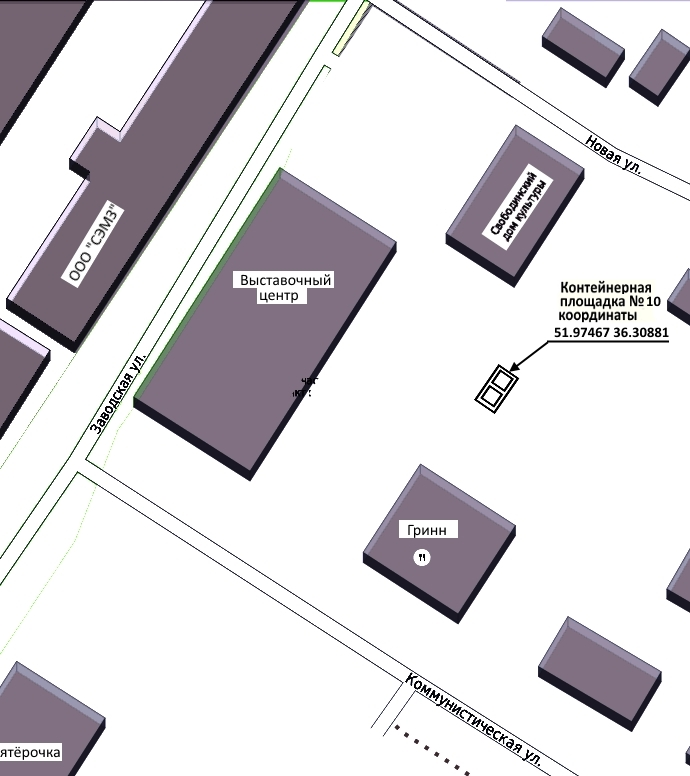 Новая ул.
Свободинский
дом культуры
ООО "СЭМЗ"
Выставочный
центр
Контейнерная
площадка №10
координаты
51.97467 36.30881
Заводская ул.
Гринн
Коммунистическая ул.
ятёрочка